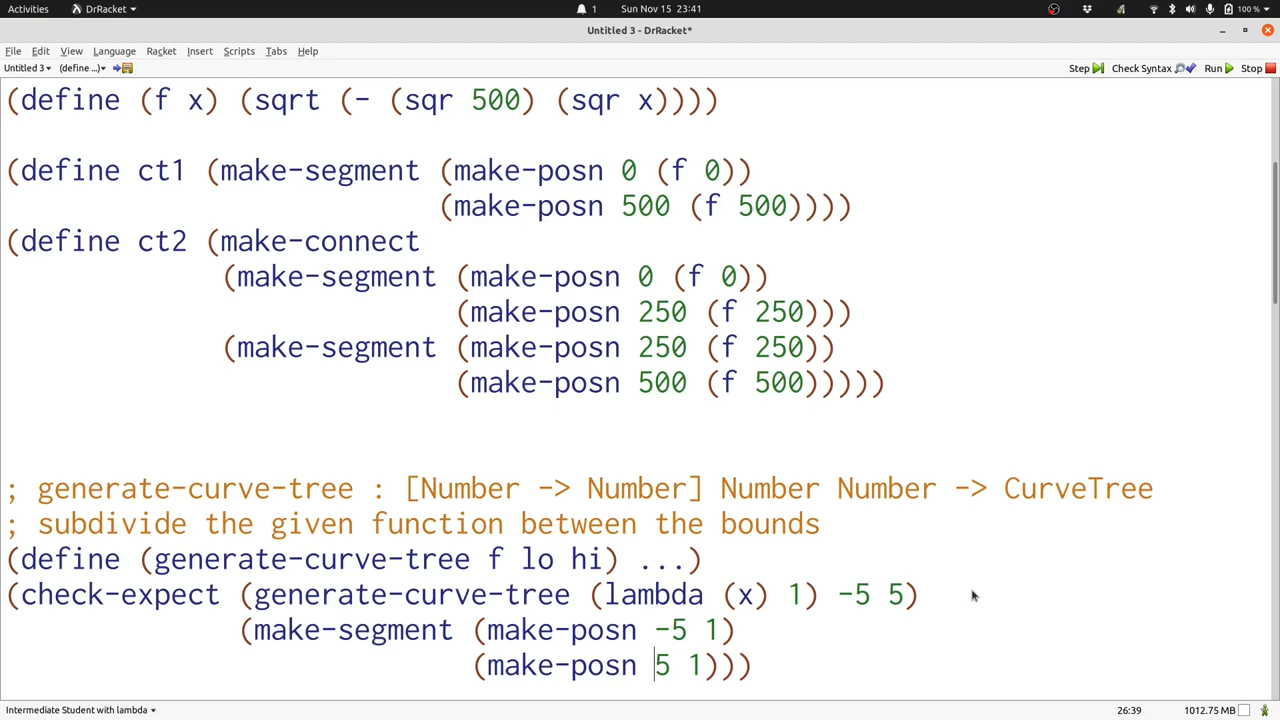 Activities DrRacket 1 Sun Nov 15 23:41 100 %
Untitled 3 - DrRacket*
File Edit View Language Racket Insert Scripts Tabs Help
Untitled 3 (define ...) Step Check Syntax Run Stop
(define (f x) (sqrt (- (sqr 500) (sqr x))))
(define ct1 (make-segment (make-posn 0 (f 0))
(make-posn 500 (f 500))))
(define ct2 (make-connect
(make-segment (make-posn 0 (f 0))
(make-posn 250 (f 250)))
(make-segment (make-posn 250 (f 250))
(make-posn 500 (f 500)))))
; generate-curve-tree : [Number -> Number] Number Number -> CurveTree
; subdivide the given function between the bounds
(define (generate-curve-tree f lo hi) ...)
(check-expect (generate-curve-tree (lambda (x) 1) -5 5)
(make-segment (make-posn -5 1)
(make-posn 5 1)))
Intermediate Student with lambda 26:39 1012.75 MB